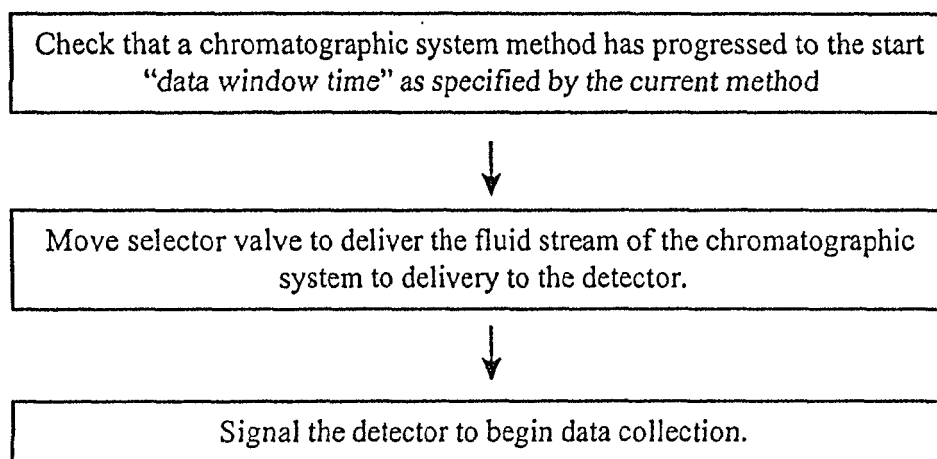 Check that a chromatographic system method has progressed to the start
“data window time” as specified by the current method
Move selector valve to deliver the fluid stream of the chromatographic
system to delivery to the detector.
Signal the detector to begin data collection.